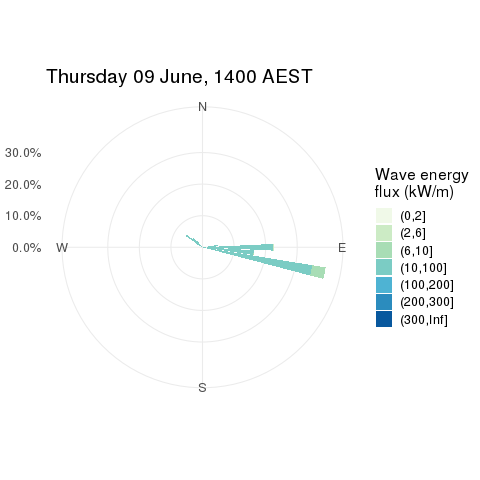 Thursday 09 June, 1400 AEST
N
30.0%
20.0%
10.0%
0.0%
W
E
S
Wave energy
flux (kW/m)
(0,2]
(2,6]
(6,10]
(10,100]
(100,200]
(200,300]
(300,Inf]